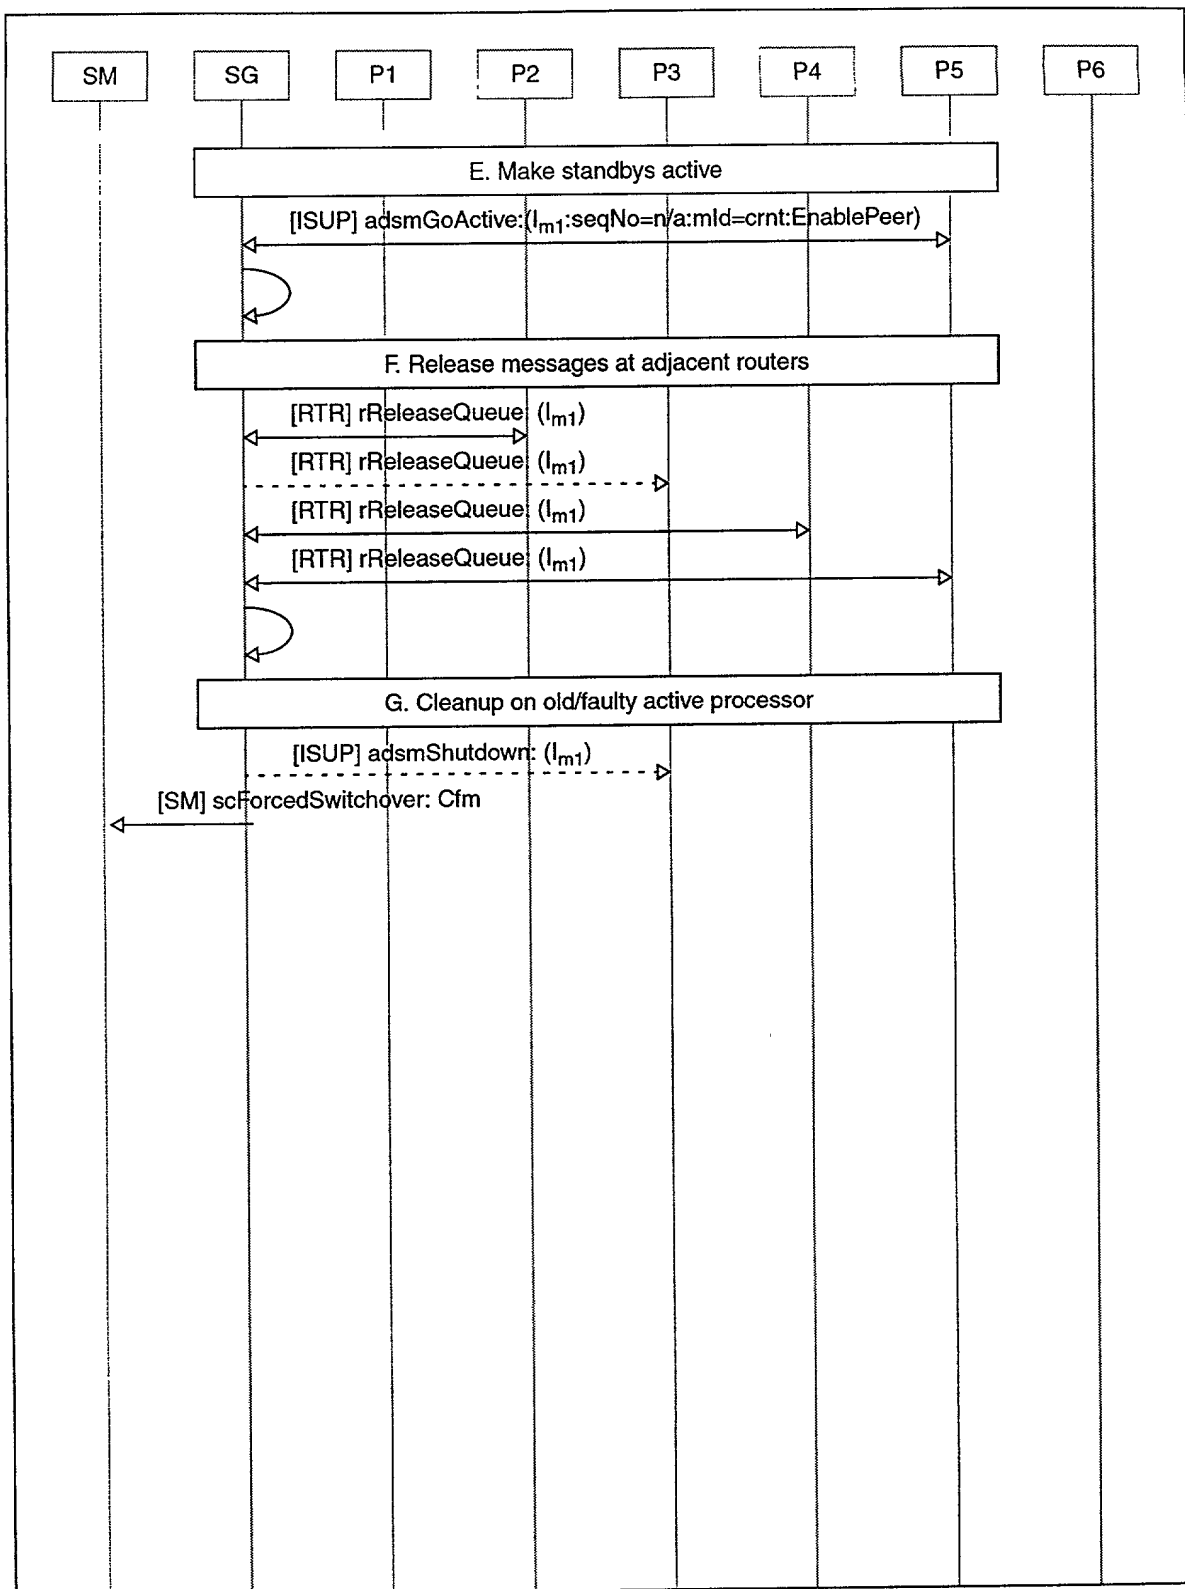 SM SG P1 P2 P3 P4 P5 P6
E. Make standbys active
[ISUP] adsmGoActive:(Im1:seqNo=n/a:mId=crnt:EnablePeer)
F. Release messages at adjacent routers
[RTR] rReleaseQueue: (Im1)
[RTR] rReleaseQueue: (Im1)
[RTR] rReleaseQueue: (Im1)
[RTR] rReleaseQueue: (Im1)
G. Cleanup on old/faulty active processor
[ISUP] adsmShutdown: (Im1)
[SM] scForcedSwitchover: Cfm